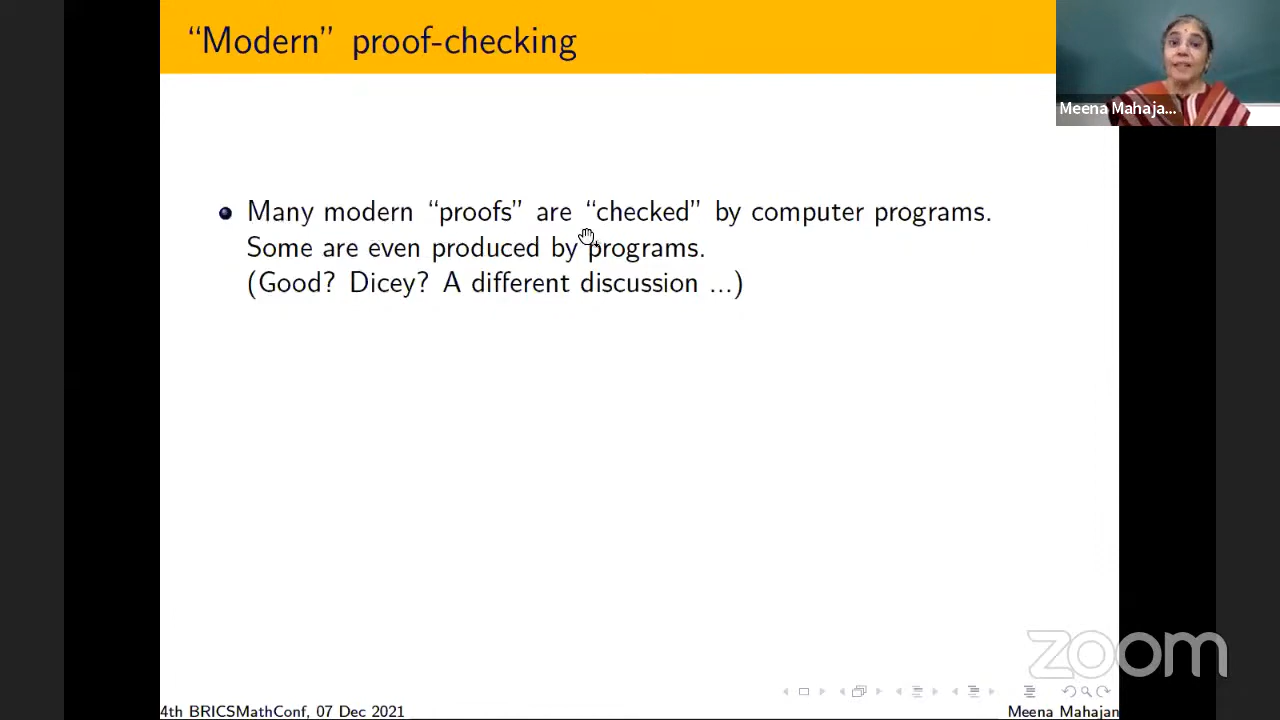 “Modern” proof-checking
Meena Mahaja...
Many modern “proofs” are “checked” by computer programs.
Some are even produced by programs.
(Good? Dicey? A different discussion ...)
zoom
4th BRICSMathConf, 07 Dec 2021
Meena Mahajan